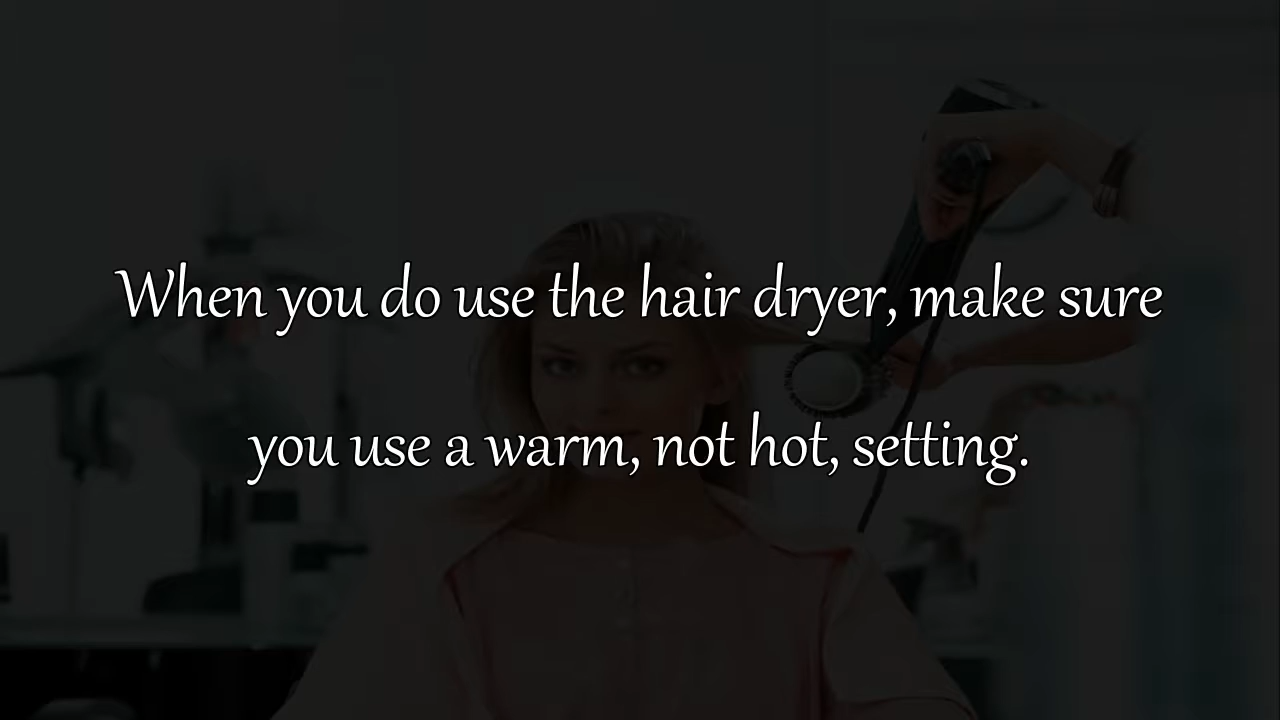 When you do use the hair dryer, make sure
you use a warm, not hot, setting.